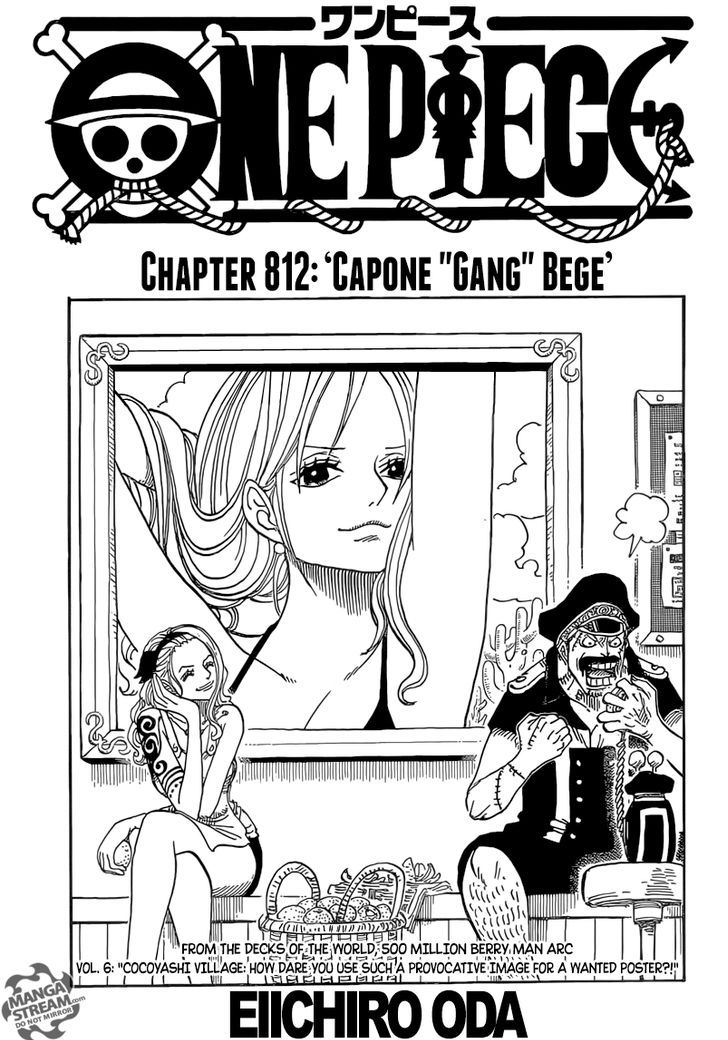 ワンピース
ONE PIECE
CHAPTER 812: ‘CAPONE "GANG" BEGE’
FROM THE DECKS OF THE WORLD, 500 MILLION BERRY MAN ARC
VOL. 6: "COCOYASHI VILLAGE: HOW DARE YOU USE SUCH A PROVOCATIVE IMAGE FOR A WANTED POSTER?!"
MANGA
STREAM.COM
DO NOT MIRROR
EIICHIRO ODA